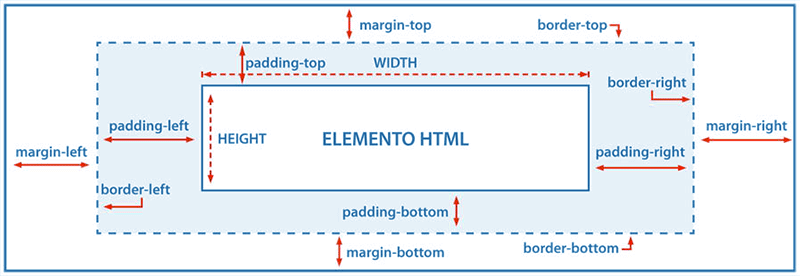 margin-top
border-top
padding-top
WIDTH
border-right
padding-left
HEIGHT
ELEMENTO HTML
margin-right
margin-left
padding-right
border-left
padding-bottom
margin-bottom
border-bottom